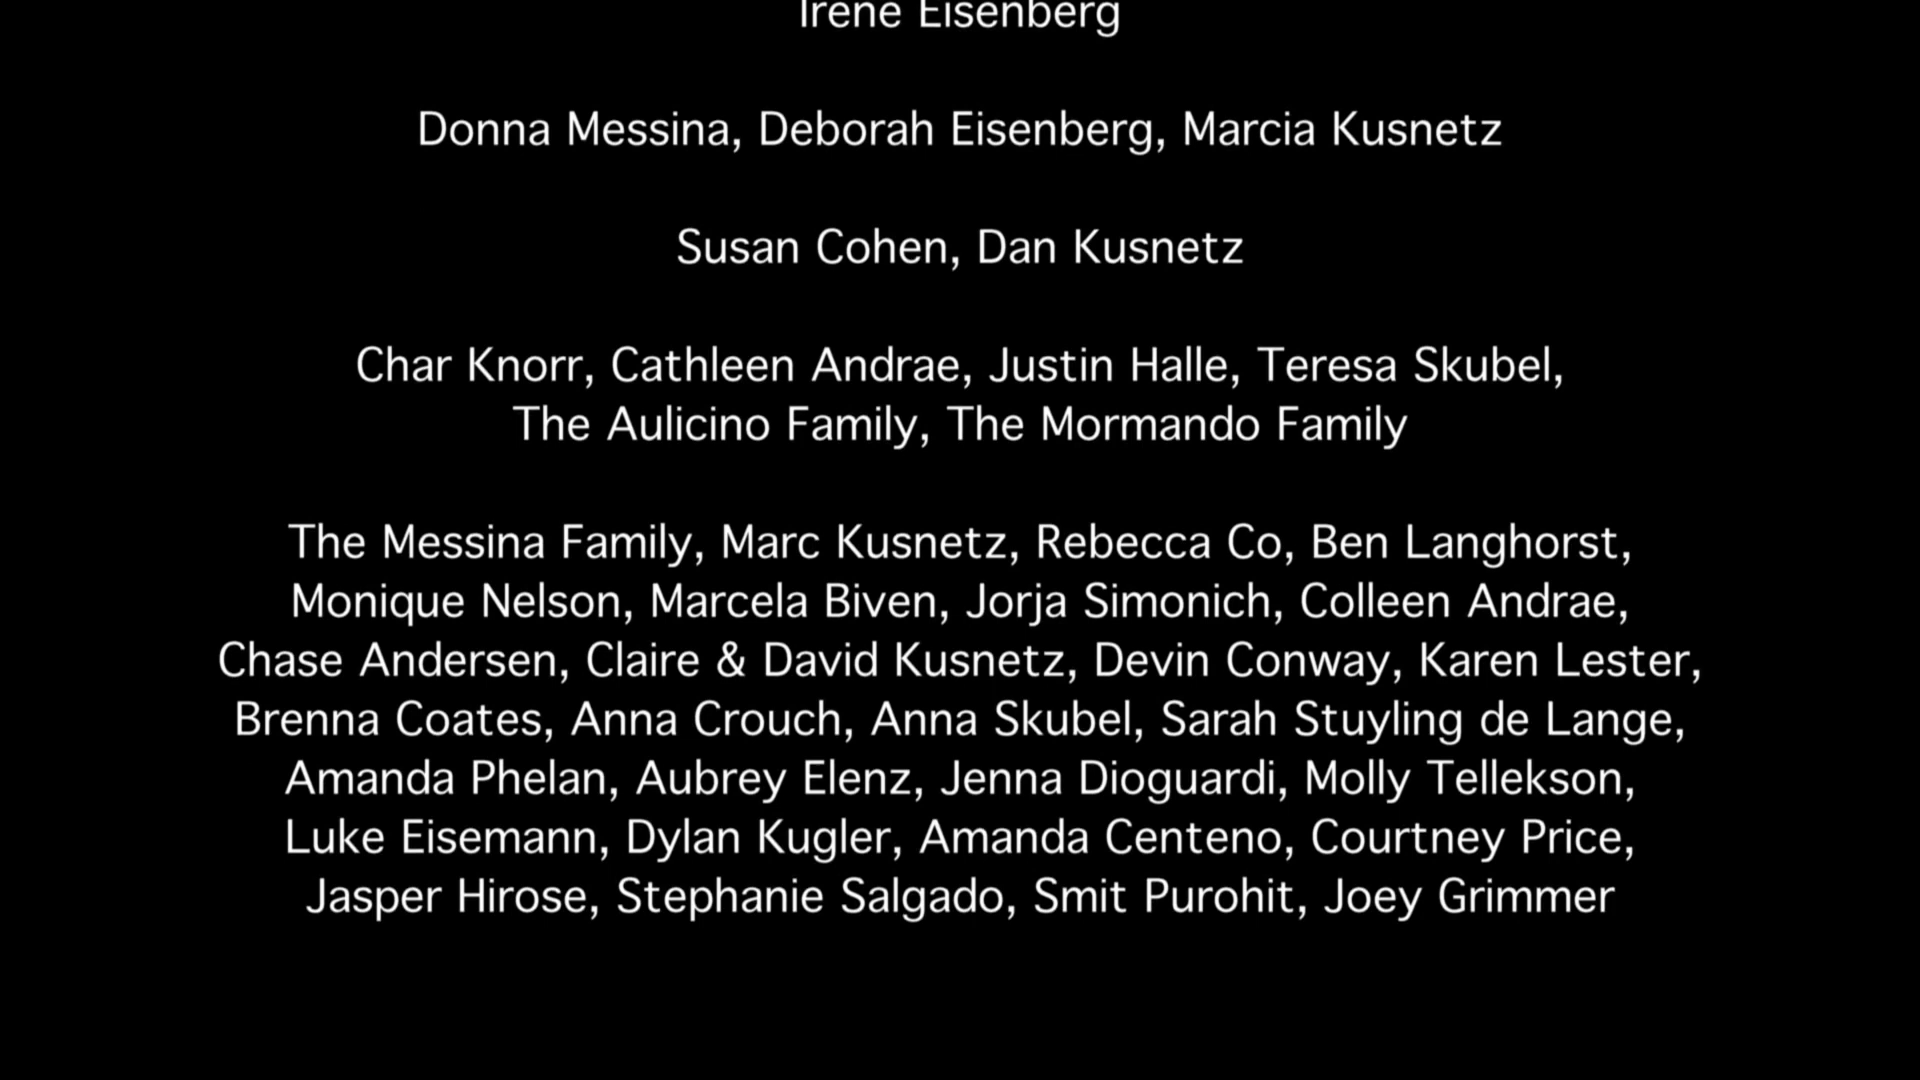 Irene Eisenberg
Donna Messina, Deborah Eisenberg, Marcia Kusnetz
Susan Cohen, Dan Kusnetz
Char Knorr, Cathleen Andrae, Justin Halle, Teresa Skubel,
The Aulicino Family, The Mormando Family
The Messina Family, Marc Kusnetz, Rebecca Co, Ben Langhorst,
Monique Nelson, Marcela Biven, Jorja Simonich, Colleen Andrae,
Chase Andersen, Claire & David Kusnetz, Devin Conway, Karen Lester,
Brenna Coates, Anna Crouch, Anna Skubel, Sarah Stuyling de Lange,
Amanda Phelan, Aubrey Elenz, Jenna Dioguardi, Molly Tellekson,
Luke Eisemann, Dylan Kugler, Amanda Centeno, Courtney Price,
Jasper Hirose, Stephanie Salgado, Smit Purohit, Joey Grimmer